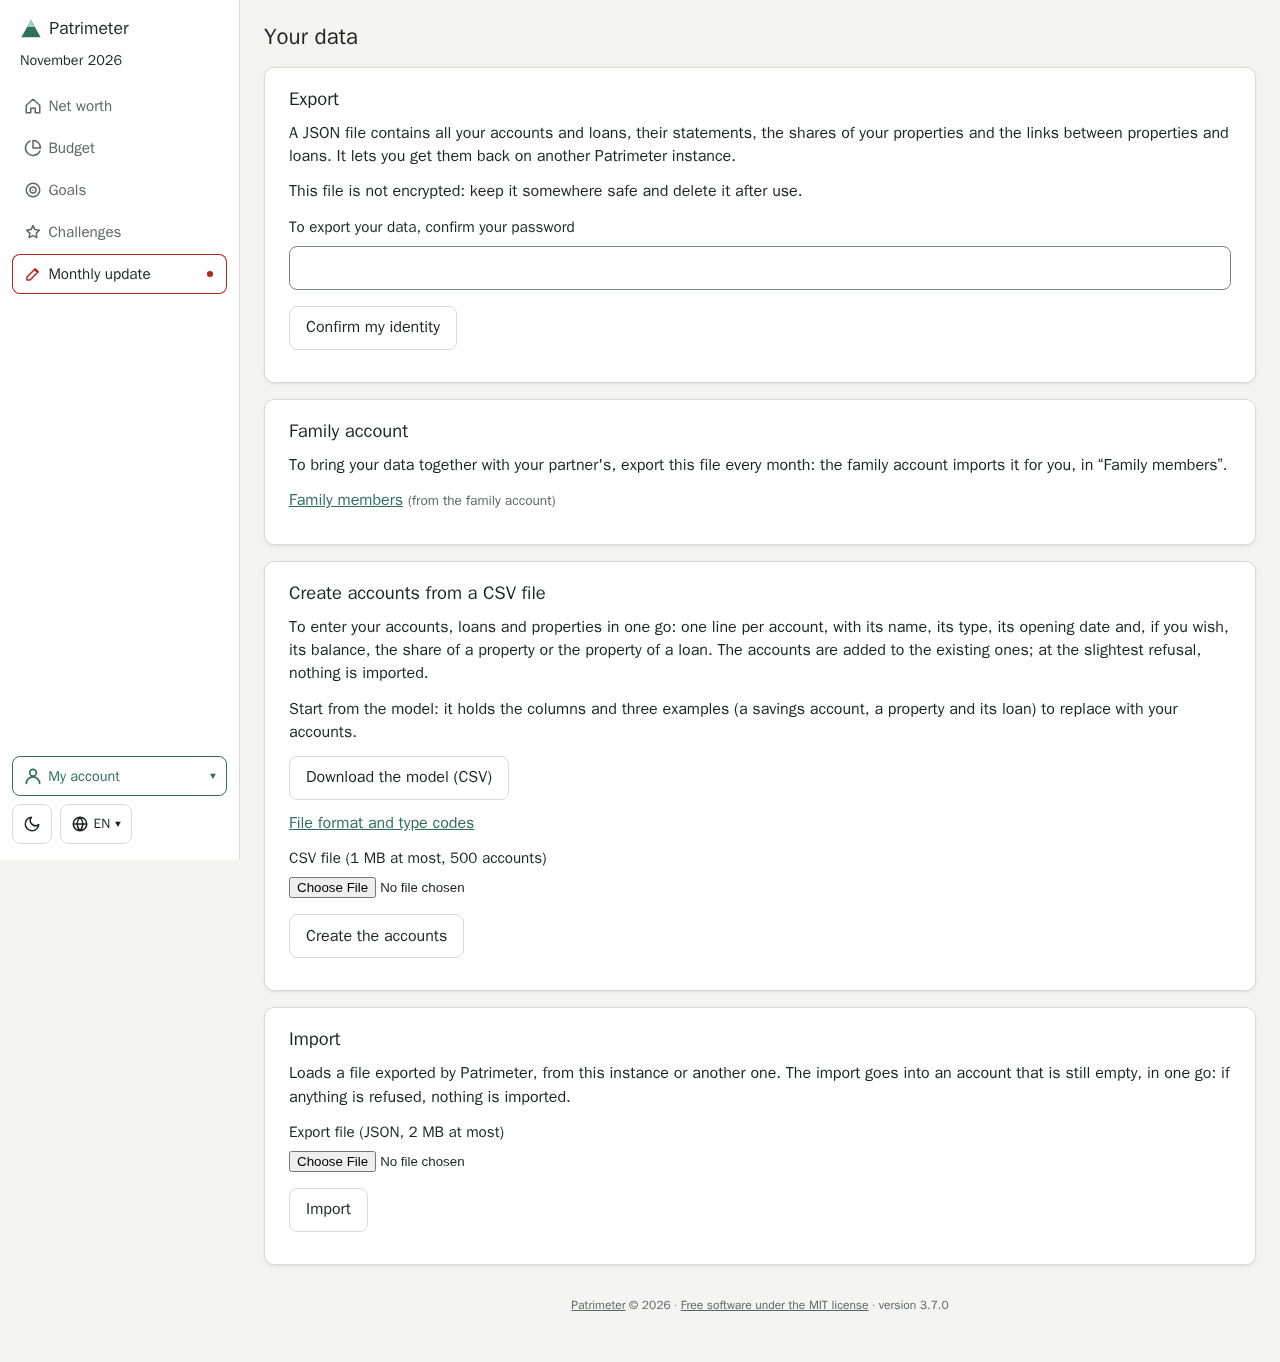 Patrimeter
November 2026
Net worth
Budget
Goals
Challenges
Monthly update
My account
EN
Your data
Export
A JSON file contains all your accounts and loans, their statements, the shares of your properties and the links between properties and
loans. It lets you get them back on another Patrimeter instance.
This file is not encrypted: keep it somewhere safe and delete it after use.
To export your data, confirm your password
Confirm my identity
Family account
To bring your data together with your partner's, export this file every month: the family account imports it for you, in “Family members”.
Family members (from the family account)
Create accounts from a CSV file
To enter your accounts, loans and properties in one go: one line per account, with its name, its type, its opening date and, if you wish,
its balance, the share of a property or the property of a loan. The accounts are added to the existing ones; at the slightest refusal,
nothing is imported.
Start from the model: it holds the columns and three examples (a savings account, a property and its loan) to replace with your
accounts.
Download the model (CSV)
File format and type codes
CSV file (1 MB at most, 500 accounts)
Choose File No file chosen
Create the accounts
Import
Loads a file exported by Patrimeter, from this instance or another one. The import goes into an account that is still empty, in one go: if
anything is refused, nothing is imported.
Export file (JSON, 2 MB at most)
Choose File No file chosen
Import
Patrimeter © 2026 · Free software under the MIT license · version 3.7.0